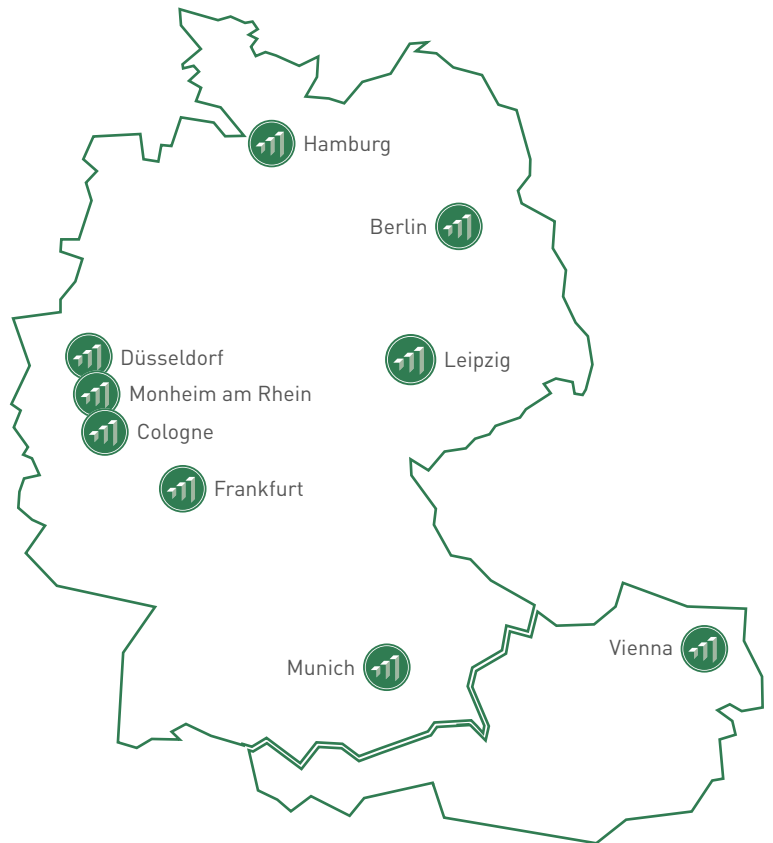 Hamburg
Berlin
Düsseldorf
Leipzig
Monheim am Rhein
Cologne
Frankfurt
Vienna
Munich